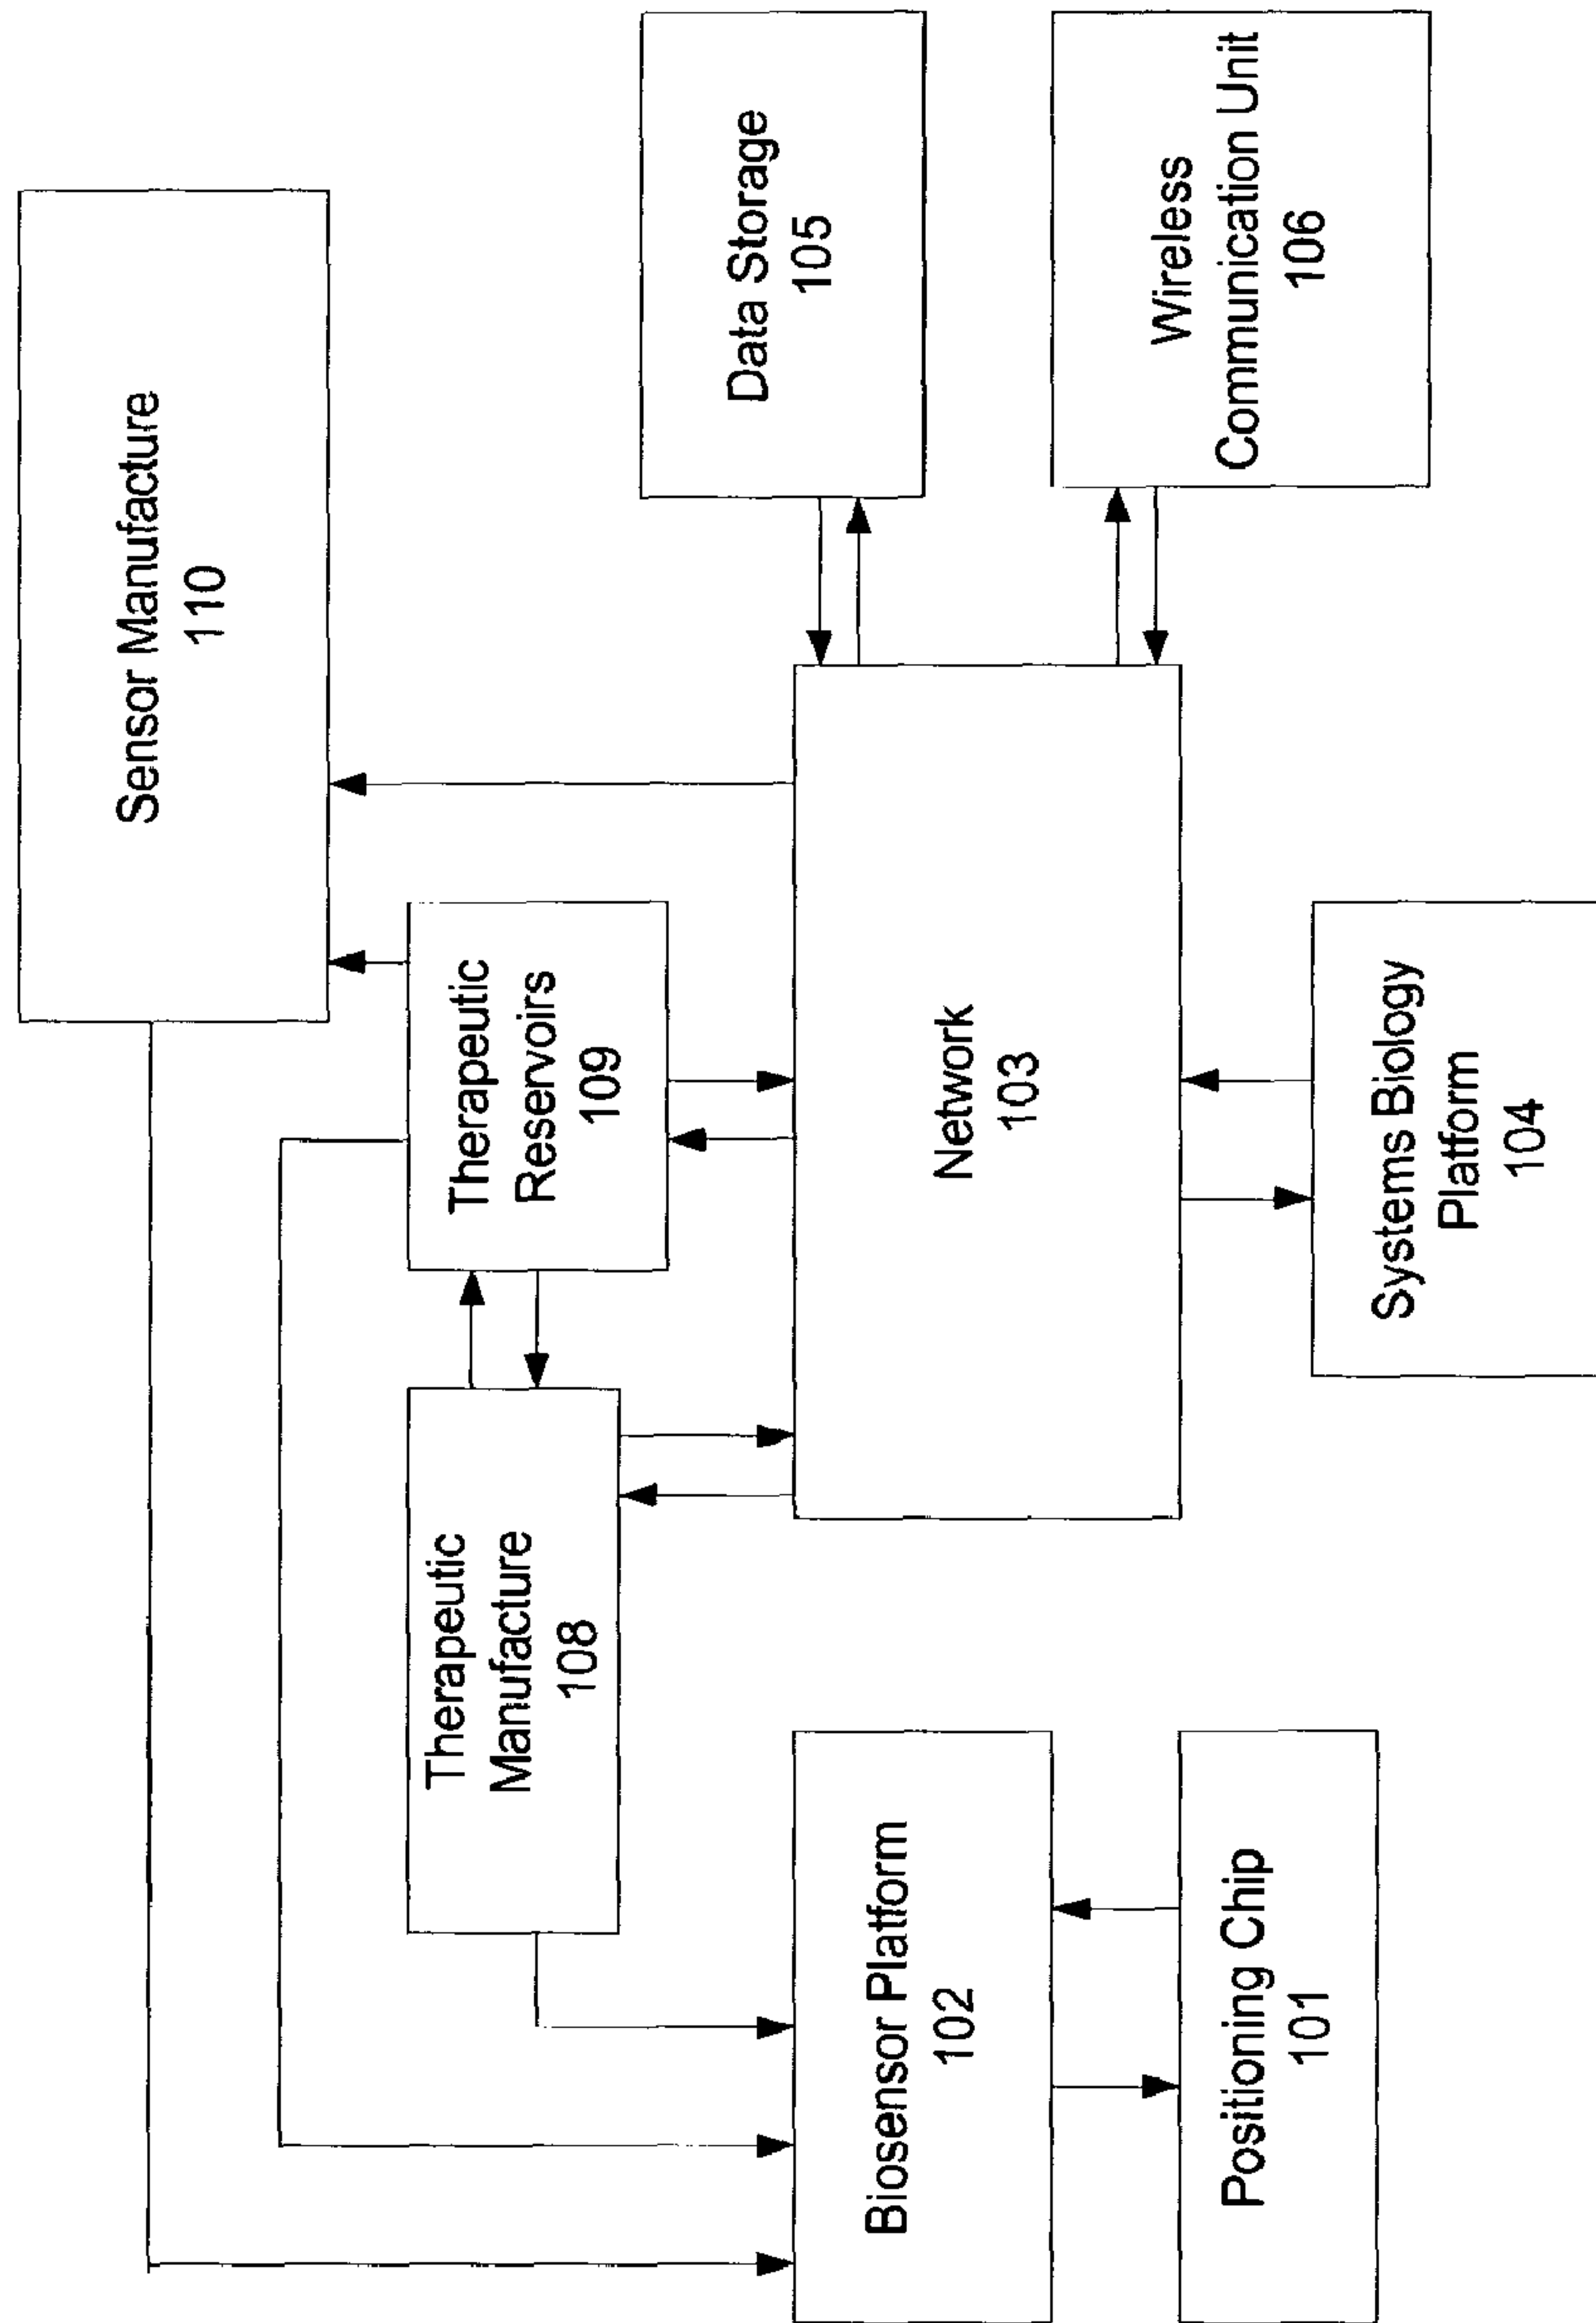 Sensor Manufacture
110
Therapeutic
Manufacture
108
Therapeutic
Reservoirs
109
Data Storage
105
Biosensor Platform
102
Network
103
Wireless
Communication Unit
106
Positioning Chip
101
Systems Biology
Platform
104